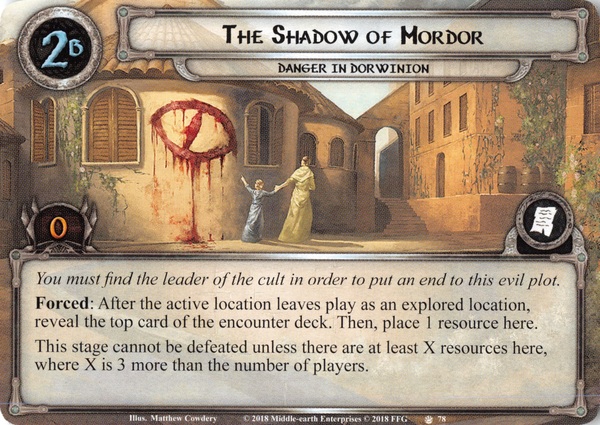 2B
The Shadow of Mordor
Danger in Dorwinion
0
You must find the leader of the cult in order to put an end to this evil plot.
Forced: After the active location leaves play as an explored location,
reveal the top card of the encounter deck. Then, place 1 resource here.
This stage cannot be defeated unless there are at least X resources here,
where X is 3 more than the number of players.
Illus. Matthew Cowdery © 2018 Middle-earth Enterprises © 2018 FFG 78